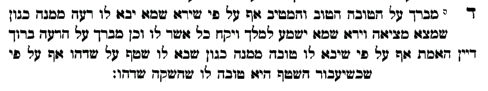 ד מברך על הטובה הטוב והמטיב אף על פי שירא שמא יבא לו רעה ממנה כגון
שמצא מציאה וירא שמא ישמע למלך ויקח כל אשר לו וכן מברך על הרעה ברוך
דיין האמת אף על פי שיבא לו טובה ממנה כגון שבא לו שטף על שדהו אף על פי
שכשיעבור השטף היא טובה לו שהשקה שדהו: